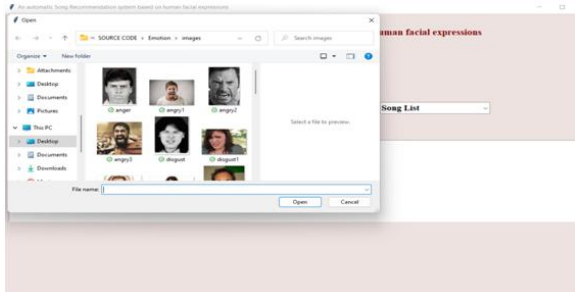 An automatic Song Recommendation system based on human facial expressions
uman facial expressions
Open
SOURCE CODE › Emotion › images
Search images
Organize
New folder
Attachments
Desktop
Documents
Pictures
This PC
Desktop
Documents
Downloads
anger
angry1
angry2
angry3
disgust
disgust1
Select a file to preview.
Song List
File name:
Open
Cancel